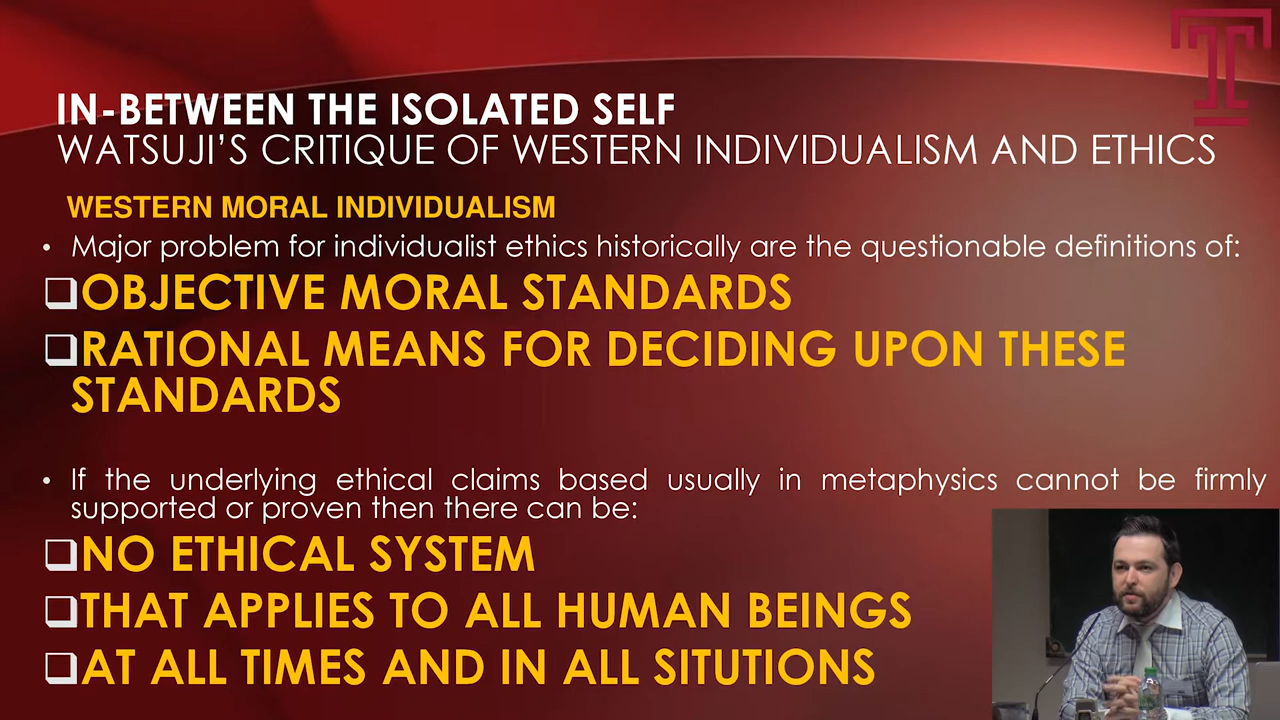 IN-BETWEEN THE ISOLATED SELF
WATSUJI'S CRITIQUE OF WESTERN INDIVIDUALISM AND ETHICS
WESTERN MORAL INDIVIDUALISM
• Major problem for individualist ethics historically are the questionable definitions of:
❑OBJECTIVE MORAL STANDARDS
❑RATIONAL MEANS FOR DECIDING UPON THESE
STANDARDS
• If the underlying ethical claims based usually in metaphysics cannot be firmly
supported or proven then there can be:
❑NO ETHICAL SYSTEM
❑THAT APPLIES TO ALL HUMAN BEINGS
❑AT ALL TIMES AND IN ALL SITUTIONS